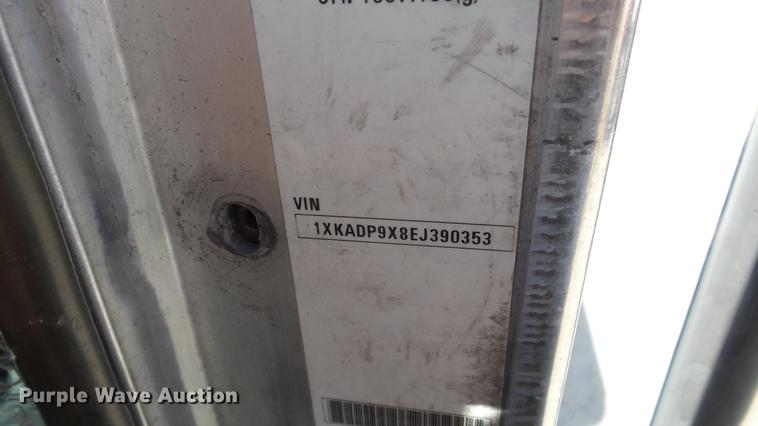 VIN
1XKADP9X8EJ390353
Purple Wave Auction